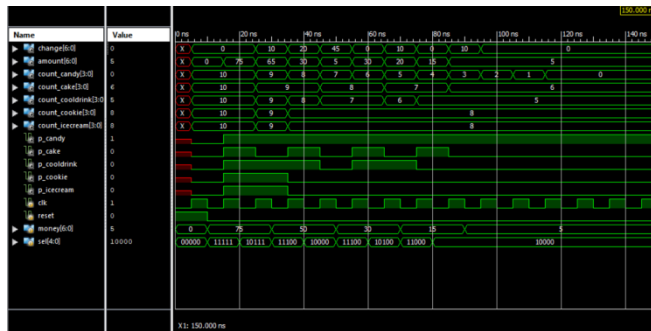 150.000 ns
Name Value 0 ns 20 ns 40 ns 60 ns 80 ns 100 ns 120 ns 140 ns
change[6:0] 0 X 0 10 20 45 0 10 0 10 0
amount[6:0] 5 X 0 75 65 30 5 30 20 15 5
count_candy[3:0] 0 X 10 9 8 7 6 5 4 3 2 1 0
count_cake[3:0] 6 X 10 9 8 7 6
count_cooldrink[3:0 5 X 10 9 8 7 6 5
count_cookie[3:0] 8 X 10 9 8
count_icecream[3:0] 8 X 10 9 8
p_candy 1
p_cake 0
p_cooldrink 0
p_cookie 0
p_icecream 0
clk 1
reset 0
money[6:0] 5 0 75 50 30 15 5
sel[4:0] 10000 00000 11111 10111 11100 10000 11100 10100 11000 10000
X1: 150.000 ns